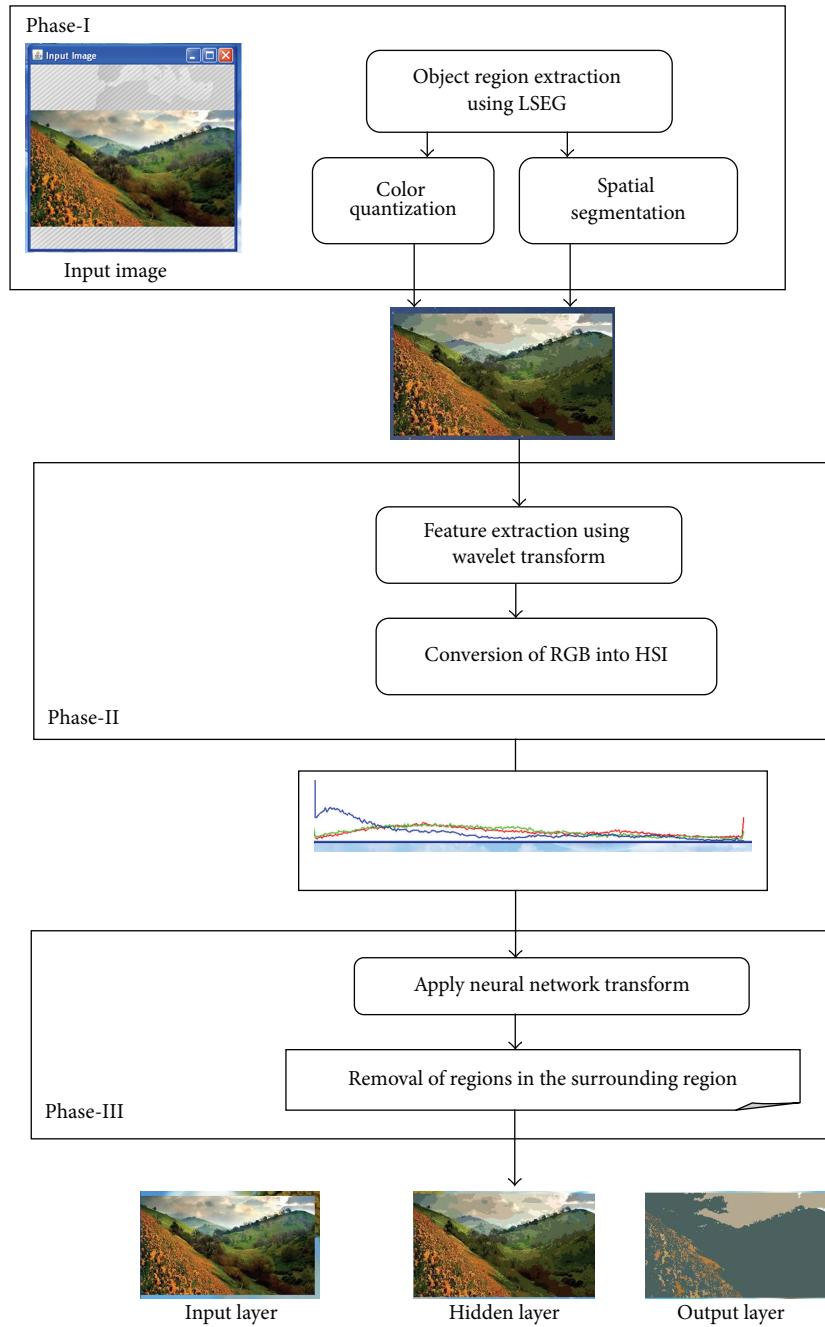 Phase-I
Input Image
Input image
Object region extraction
using LSEG
Color
quantization
Spatial
segmentation
Feature extraction using
wavelet transform
Conversion of RGB into HSI
Phase-II
Apply neural network transform
Removal of regions in the surrounding region
Phase-III
Input layer
Hidden layer
Output layer